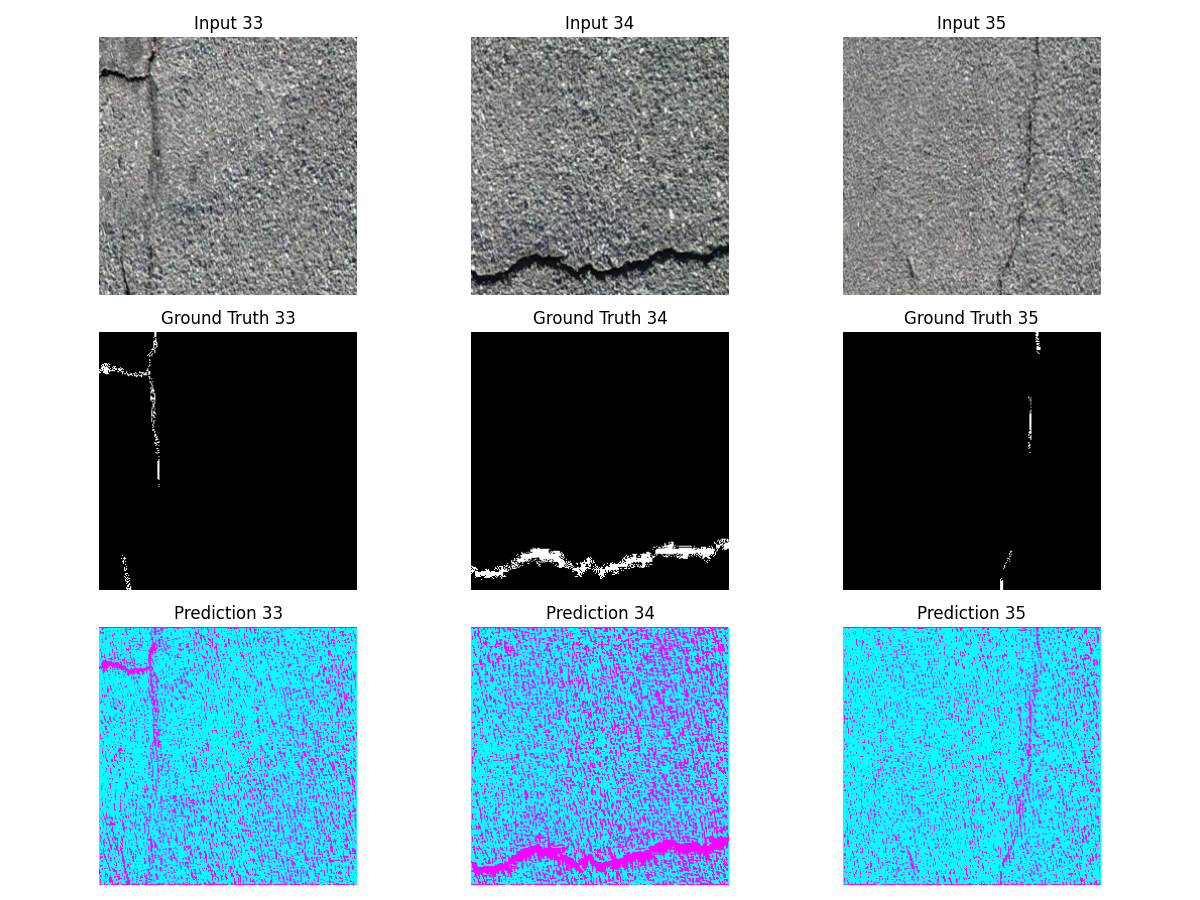 Input 33
Input 34
Input 35
Ground Truth 33
Ground Truth 34
Ground Truth 35
Prediction 33
Prediction 34
Prediction 35